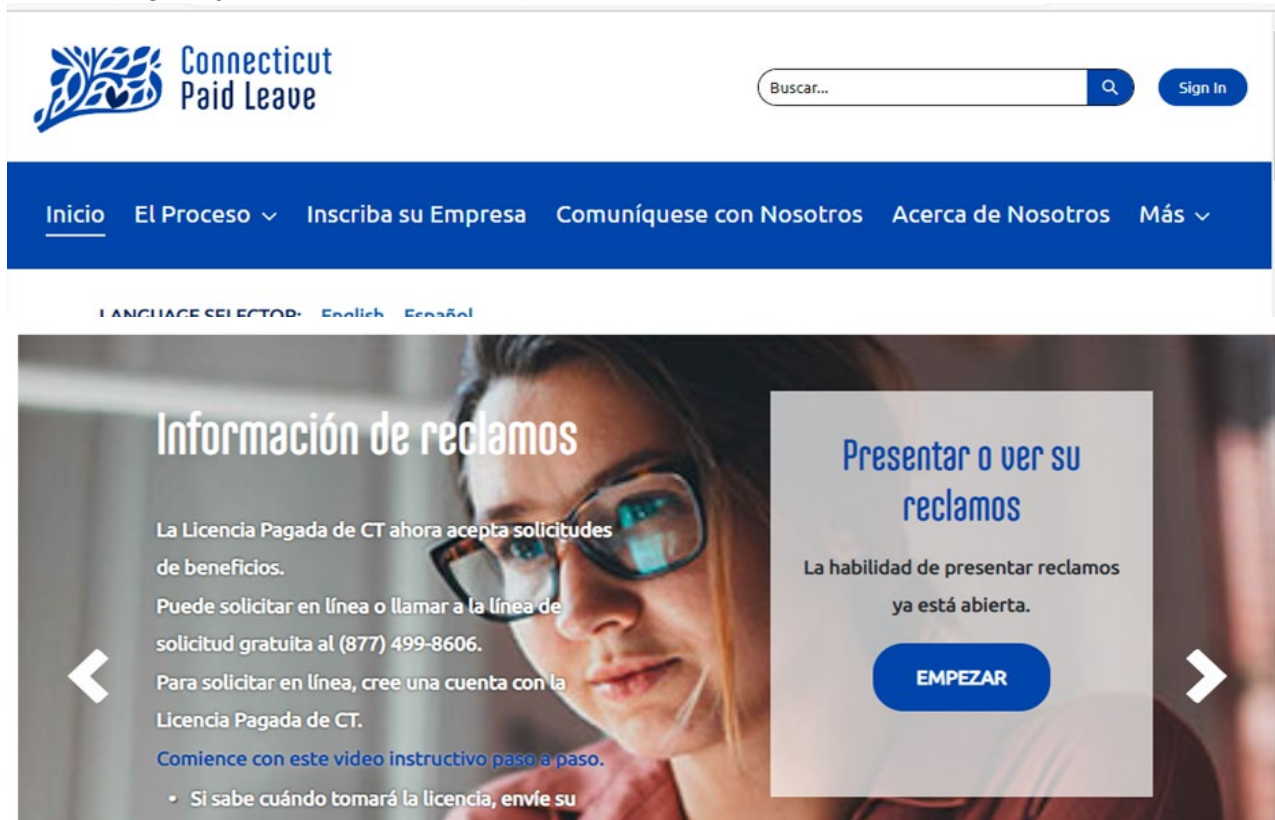 Connecticut
Paid Leave
Buscar...
Sign In
Inicio El Proceso Inscriba su Empresa Comuníquese con Nosotros Acerca de Nosotros Más
LANGUAGE SELECTOR: English Español
Información de reclamos
La Licencia Pagada de CT ahora acepta solicitudes
de beneficios.
Puede solicitar en línea o llamar a la línea de
solicitud gratuita al (877) 499-8606.
Para solicitar en línea, cree una cuenta con la
Licencia Pagada de CT.
Comience con este video instructivo paso a paso.
• Si sabe cuándo tomará la licencia, envíe su
Presentar o ver su
reclamos
La habilidad de presentar reclamos
ya está abierta.
EMPEZAR